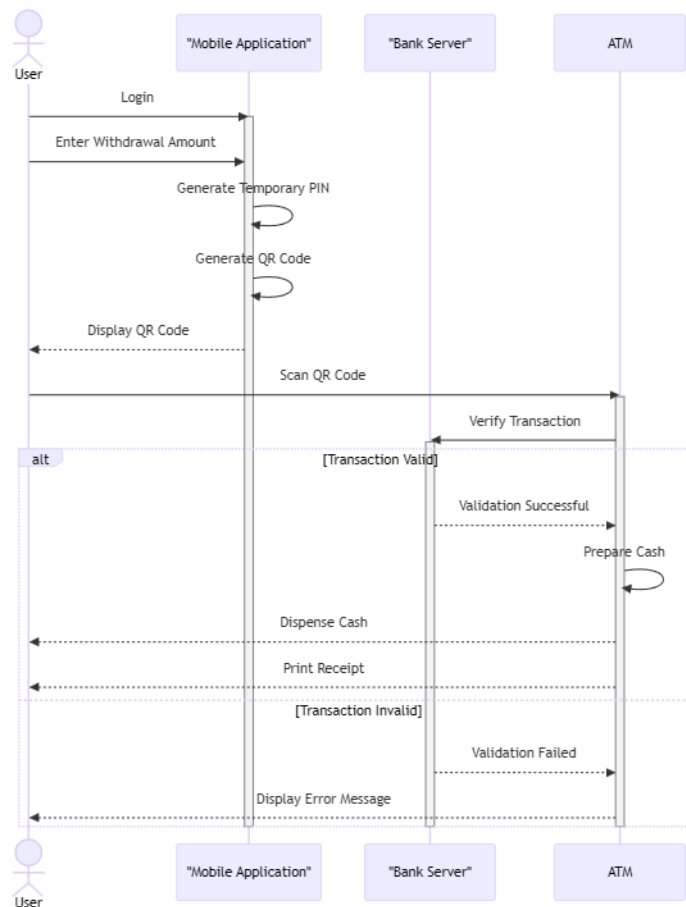 "Mobile Application"
"Bank Server"
ATM
User
Login
Enter Withdrawal Amount
Generate Temporary PIN
Generate QR Code
Display QR Code
Scan QR Code
Verify Transaction
alt
[Transaction Valid]
Validation Successful
Prepare Cash
Dispense Cash
Print Receipt
[Transaction Invalid]
Validation Failed
Display Error Message
"Mobile Application"
"Bank Server"
ATM
User